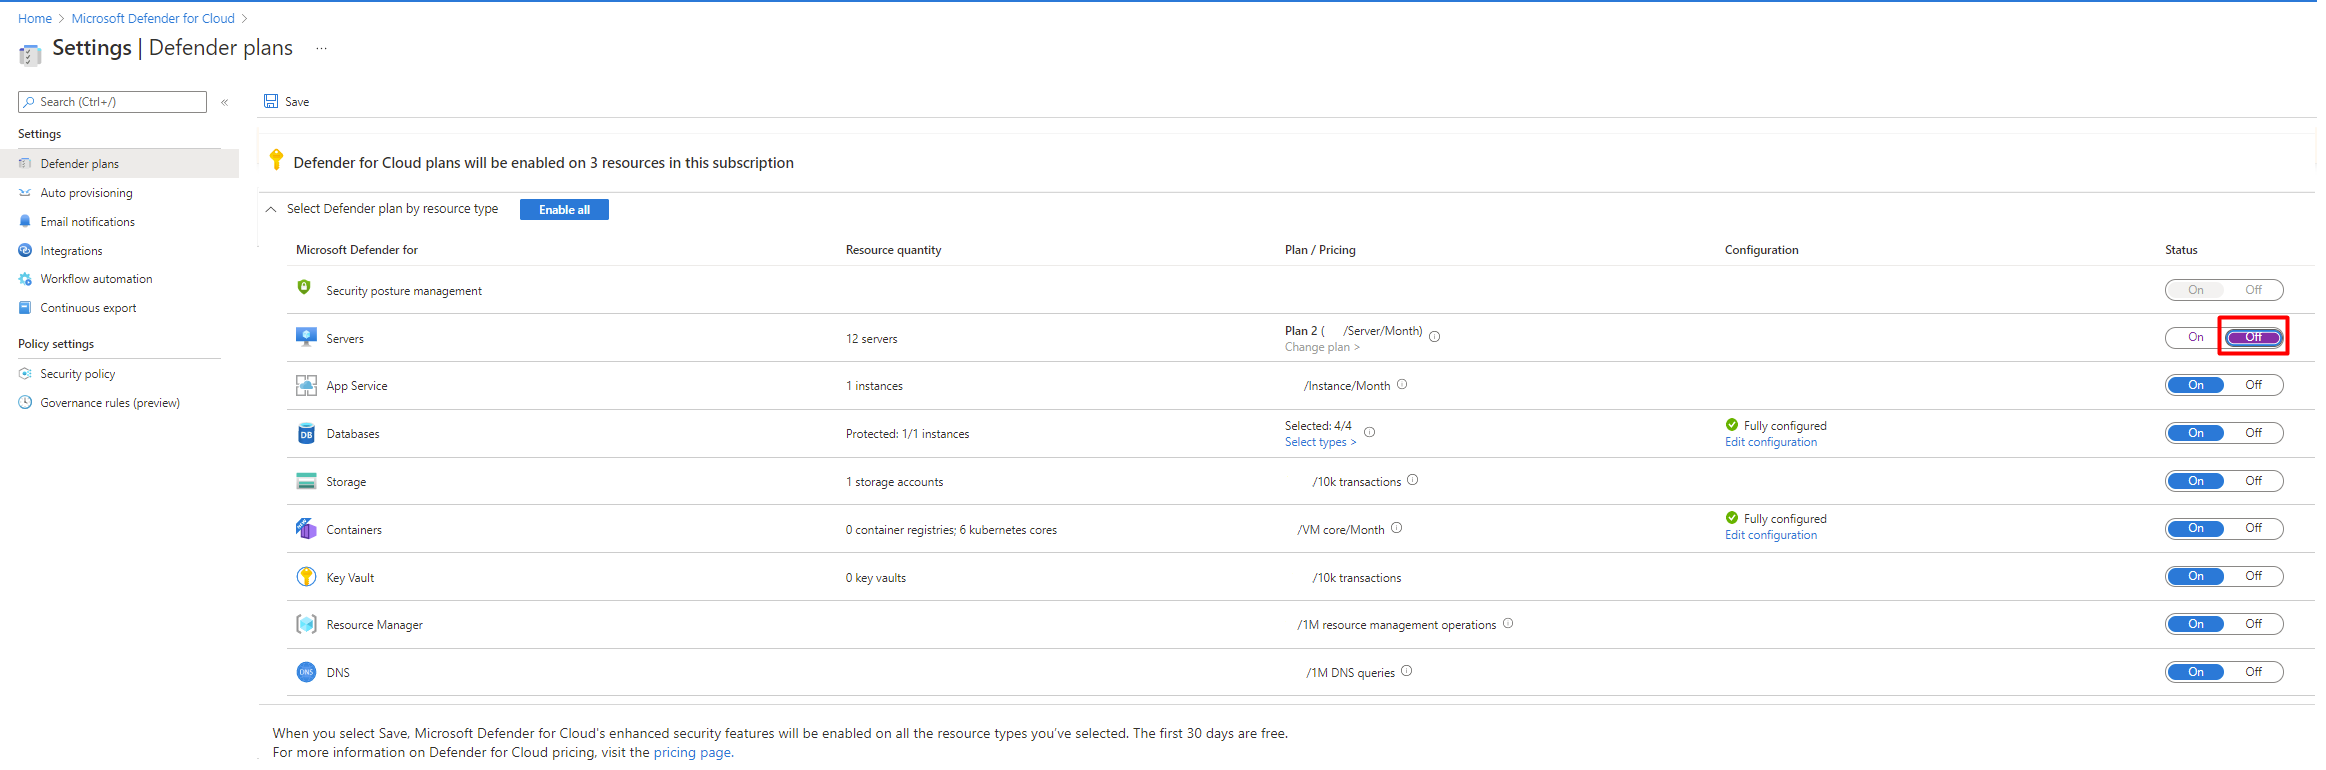 Home > Microsoft Defender for Cloud >
Settings | Defender plans ...
Search (Ctrl+/) «
Save
Settings
Defender plans
Auto provisioning
Email notifications
Integrations
Workflow automation
Continuous export
Policy settings
Security policy
Governance rules (preview)
Defender for Cloud plans will be enabled on 3 resources in this subscription
Select Defender plan by resource type Enable all
Microsoft Defender for Resource quantity Plan / Pricing Configuration Status
Security posture management On Off
Servers 12 servers Plan 2 ( /Server/Month) On Off
Change plan >
App Service 1 instances /Instance/Month On Off
Databases Protected: 1/1 instances Selected: 4/4 Fully configured On Off
Select types > Edit configuration
Storage 1 storage accounts /10k transactions On Off
Containers 0 container registries; 6 kubernetes cores /VM core/Month Fully configured On Off
Edit configuration
Key Vault 0 key vaults /10k transactions On Off
Resource Manager /1M resource management operations On Off
DNS DNS /1M DNS queries On Off
When you select Save, Microsoft Defender for Cloud's enhanced security features will be enabled on all the resource types you've selected. The first 30 days are free.
For more information on Defender for Cloud pricing, visit the pricing page.